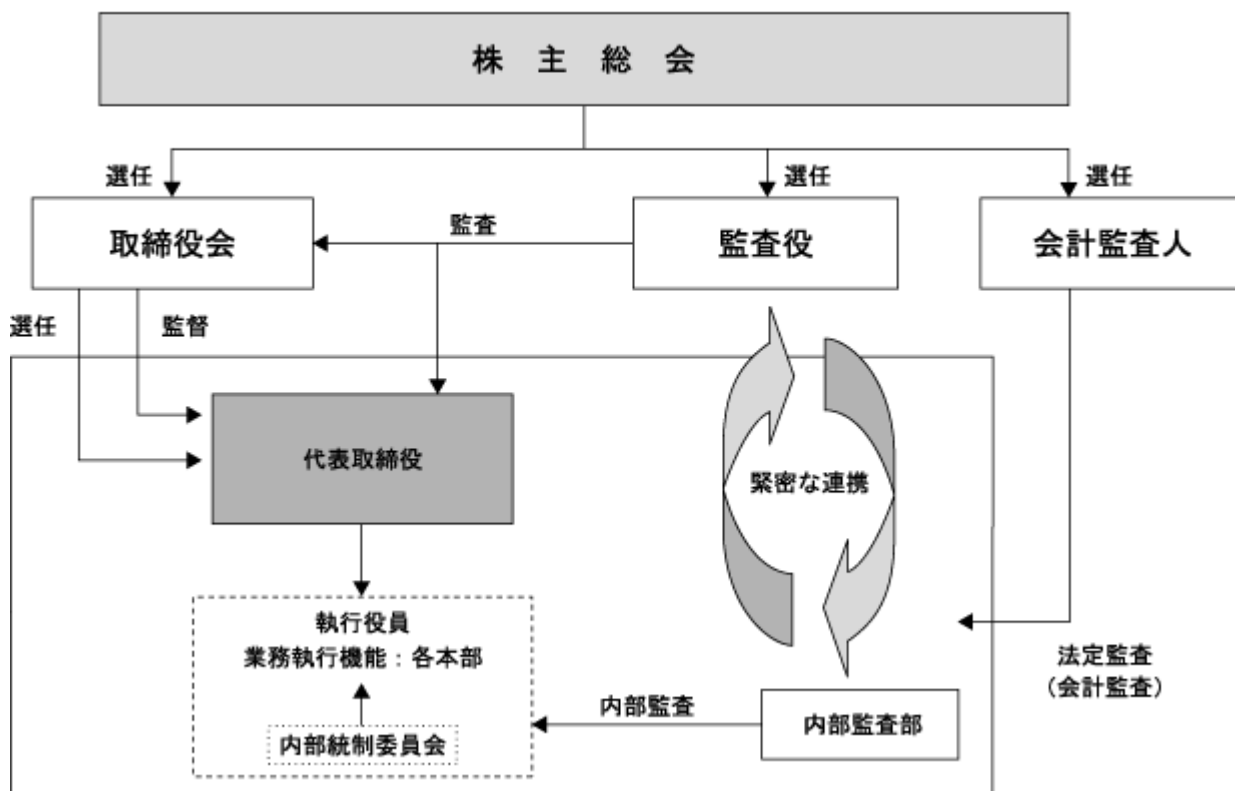 株主総会
選任
選任
選任
取締役会
監査
監査役
会計監査人
選任
監督
代表取締役
緊密な連携
執行役員
業務執行機能：各本部
内部統制委員会
内部監査
内部監査部
法定監査
（会計監査）